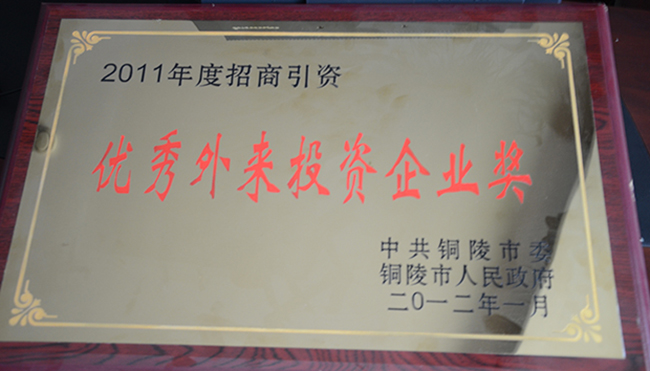 2011年度招商引资
优秀外来投资企业奖
中共铜陵市委
铜陵市人民政府
二0一二年一月